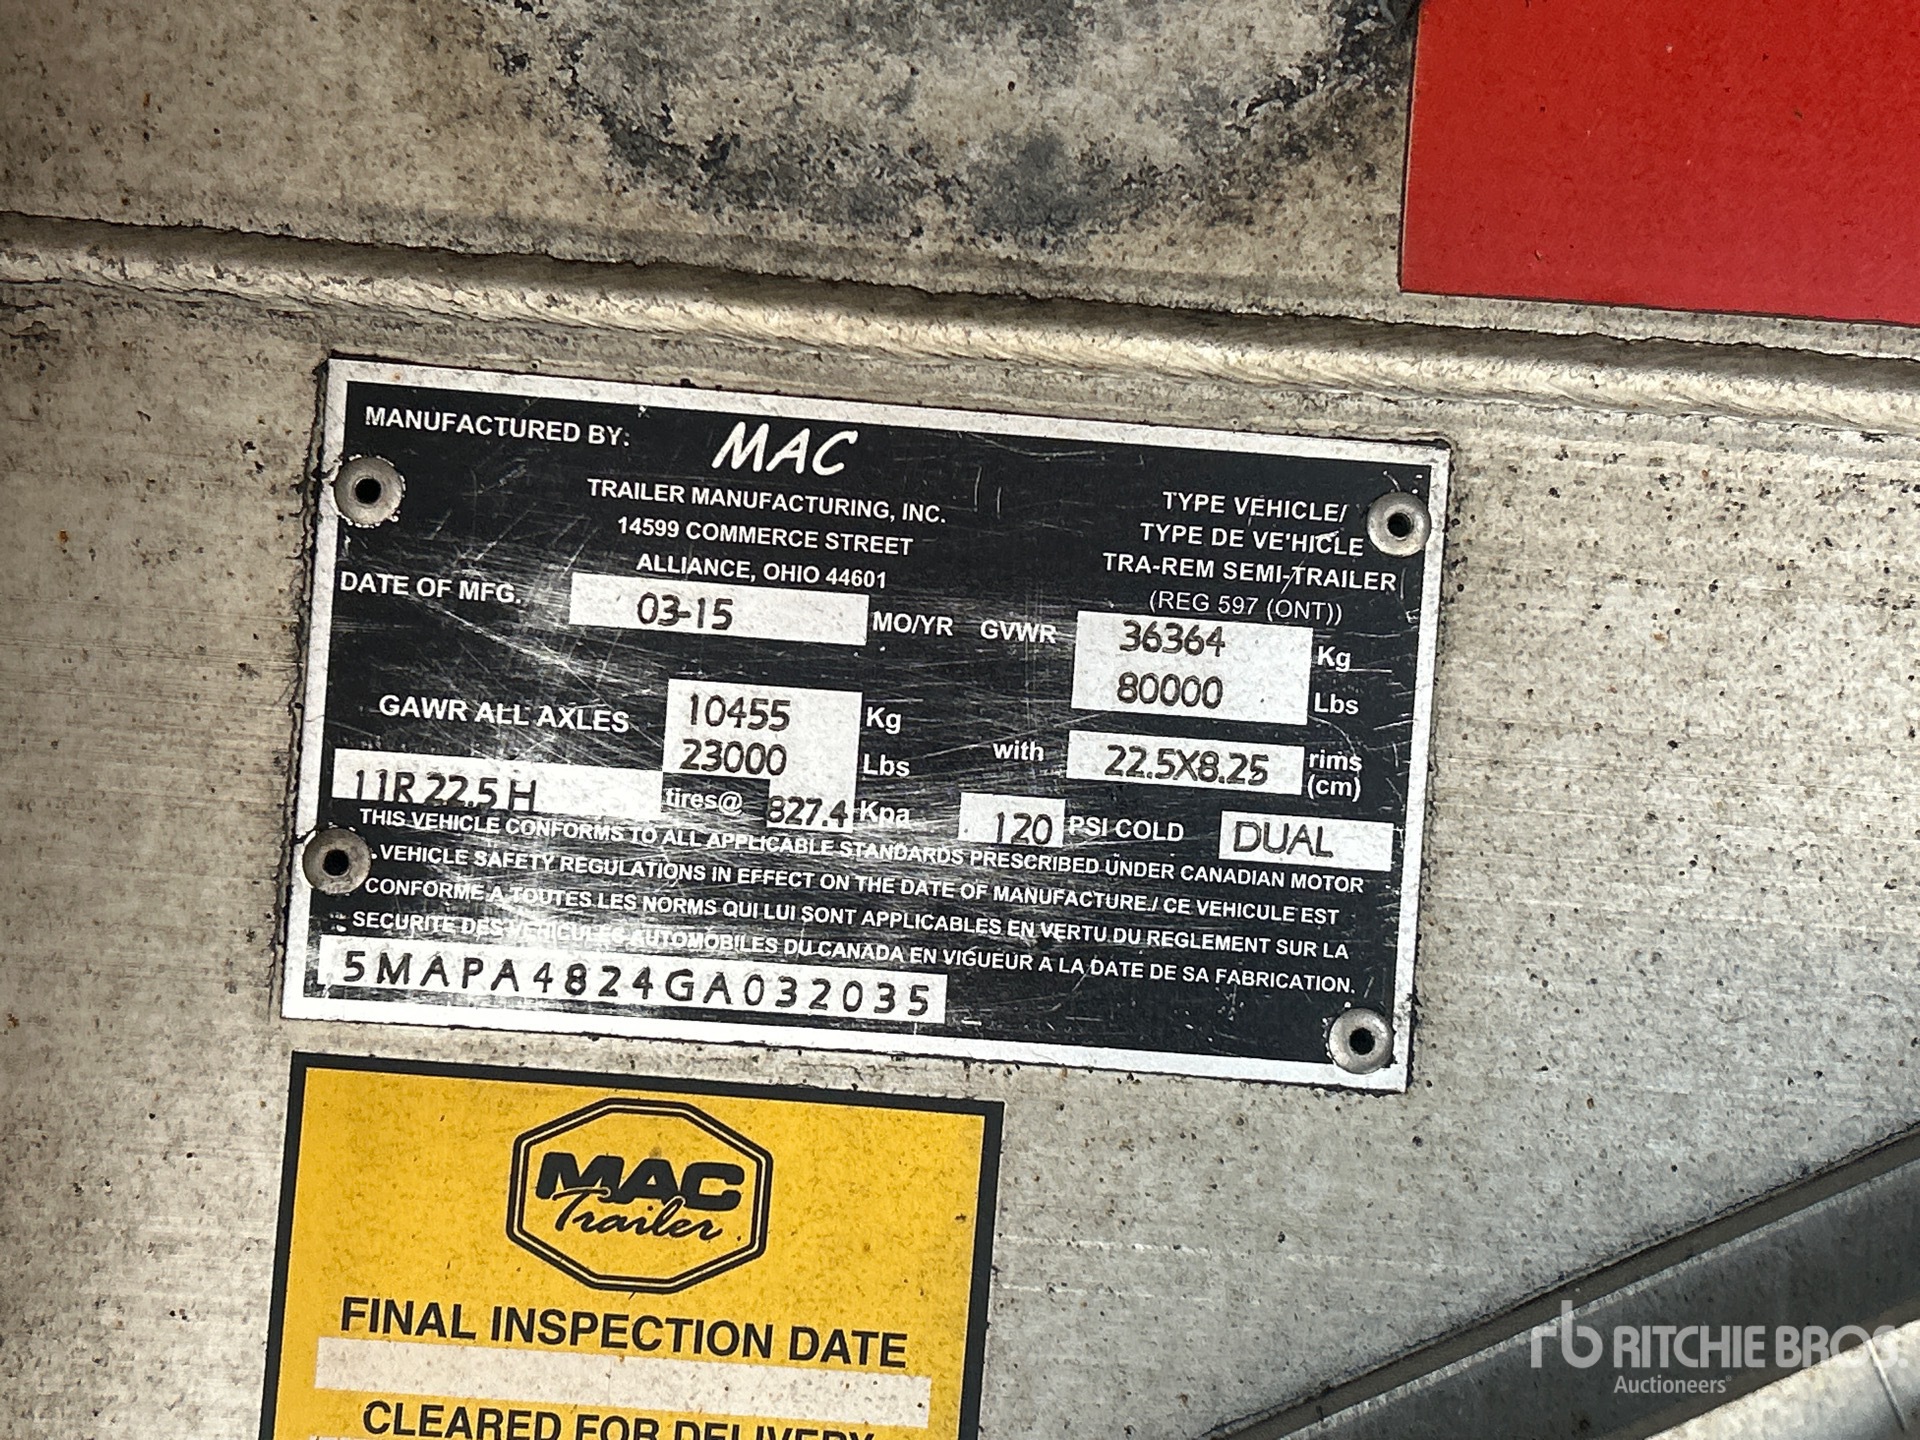 MANUFACTURED BY: MAC
TRAILER MANUFACTURING, INC.
14599 COMMERCE STREET
ALLIANCE, OHIO 44601
TYPE VEHICLE/
TYPE DE VE'HICLE
TRA-REM SEMI-TRAILER
(REG 597 (ONT))
DATE OF MFG. 03-15 MO/YR GVWR 36364 Kg
80000 Lbs
GAWR ALL AXLES 10455 Kg
23000 Lbs with 22.5X8.25 rims (cm)
11R22.5H tires@ 827.4 Kpa 120 PSI COLD DUAL
THIS VEHICLE CONFORMS TO ALL APPLICABLE STANDARDS PRESCRIBED UNDER CANADIAN MOTOR
VEHICLE SAFETY REGULATIONS IN EFFECT ON THE DATE OF MANUFACTURE./ CE VEHICULE EST
CONFORME A TOUTES LES NORMS QUI LUI SONT APPLICABLES EN VERTU DU REGLEMENT SUR LA
SECURITE DES VEHICULES AUTOMOBILES DU CANADA EN VIGUEUR A LA DATE DE SA FABRICATION.
5MAPA4824GA032035
MAC
Trailer
FINAL INSPECTION DATE
CLEARED FOR DELIVERY
rb RITCHIE BROS.
Auctioneers